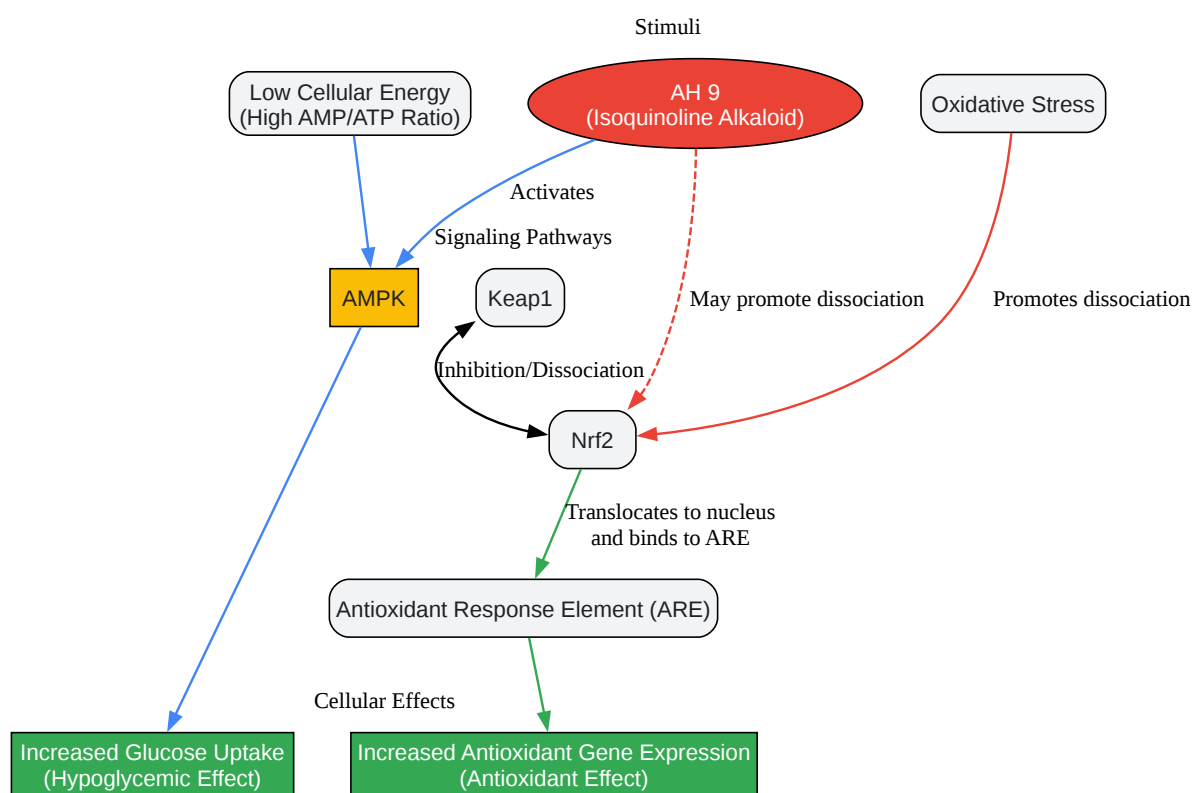 Stimuli
Low Cellular Energy
(High AMP/ATP Ratio)
AH 9
(Isoquinoline Alkaloid)
Oxidative Stress
Activates
Signaling Pathways
AMPK
Keap1
May promote dissociation
Promotes dissociation
Inhibition/Dissociation
Nrf2
Translocates to nucleus
and binds to ARE
Antioxidant Response Element (ARE)
Cellular Effects
Increased Glucose Uptake
(Hypoglycemic Effect)
Increased Antioxidant Gene Expression
(Antioxidant Effect)